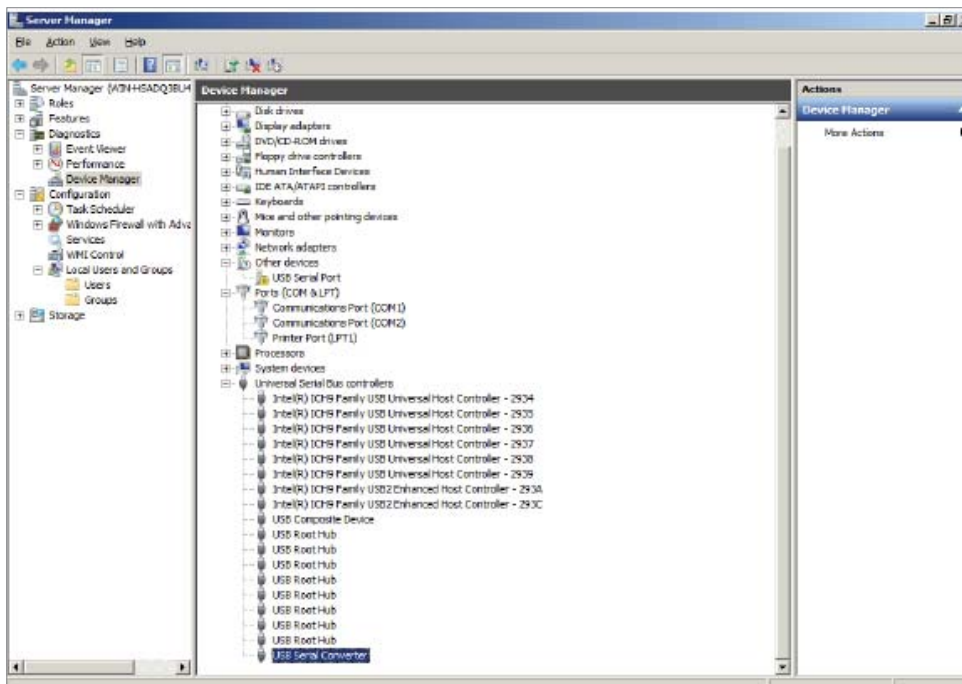 Server Manager
File Action View Help
Server Manager (WIN-HSADQ3BLM
Roles
Features
Diagnostics
Event Viewer
Performance
Device Manager
Configuration
Task Scheduler
Windows Firewall with Adva
Services
WMI Control
Local Users and Groups
Users
Groups
Storage
Device Manager
Disk drives
Display adapters
DVD/CD-ROM drives
Floppy drive controllers
Human Interface Devices
IDE ATA/ATAPI controllers
Keyboards
Mice and other pointing devices
Monitors
Network adapters
Other devices
USB Serial Port
Ports (COM & LPT)
Communications Port (COM1)
Communications Port (COM2)
Printer Port (LPT1)
Processors
System devices
Universal Serial Bus controllers
Intel(R) ICH9 Family USB Universal Host Controller - 2934
Intel(R) ICH9 Family USB Universal Host Controller - 2935
Intel(R) ICH9 Family USB Universal Host Controller - 2936
Intel(R) ICH9 Family USB Universal Host Controller - 2937
Intel(R) ICH9 Family USB Universal Host Controller - 2938
Intel(R) ICH9 Family USB Universal Host Controller - 2939
Intel(R) ICH9 Family USB2 Enhanced Host Controller - 293A
Intel(R) ICH9 Family USB2 Enhanced Host Controller - 293C
USB Composite Device
USB Root Hub
USB Root Hub
USB Root Hub
USB Root Hub
USB Root Hub
USB Root Hub
USB Root Hub
USB Root Hub
USB Serial Converter
Actions
Device Manager
More Actions